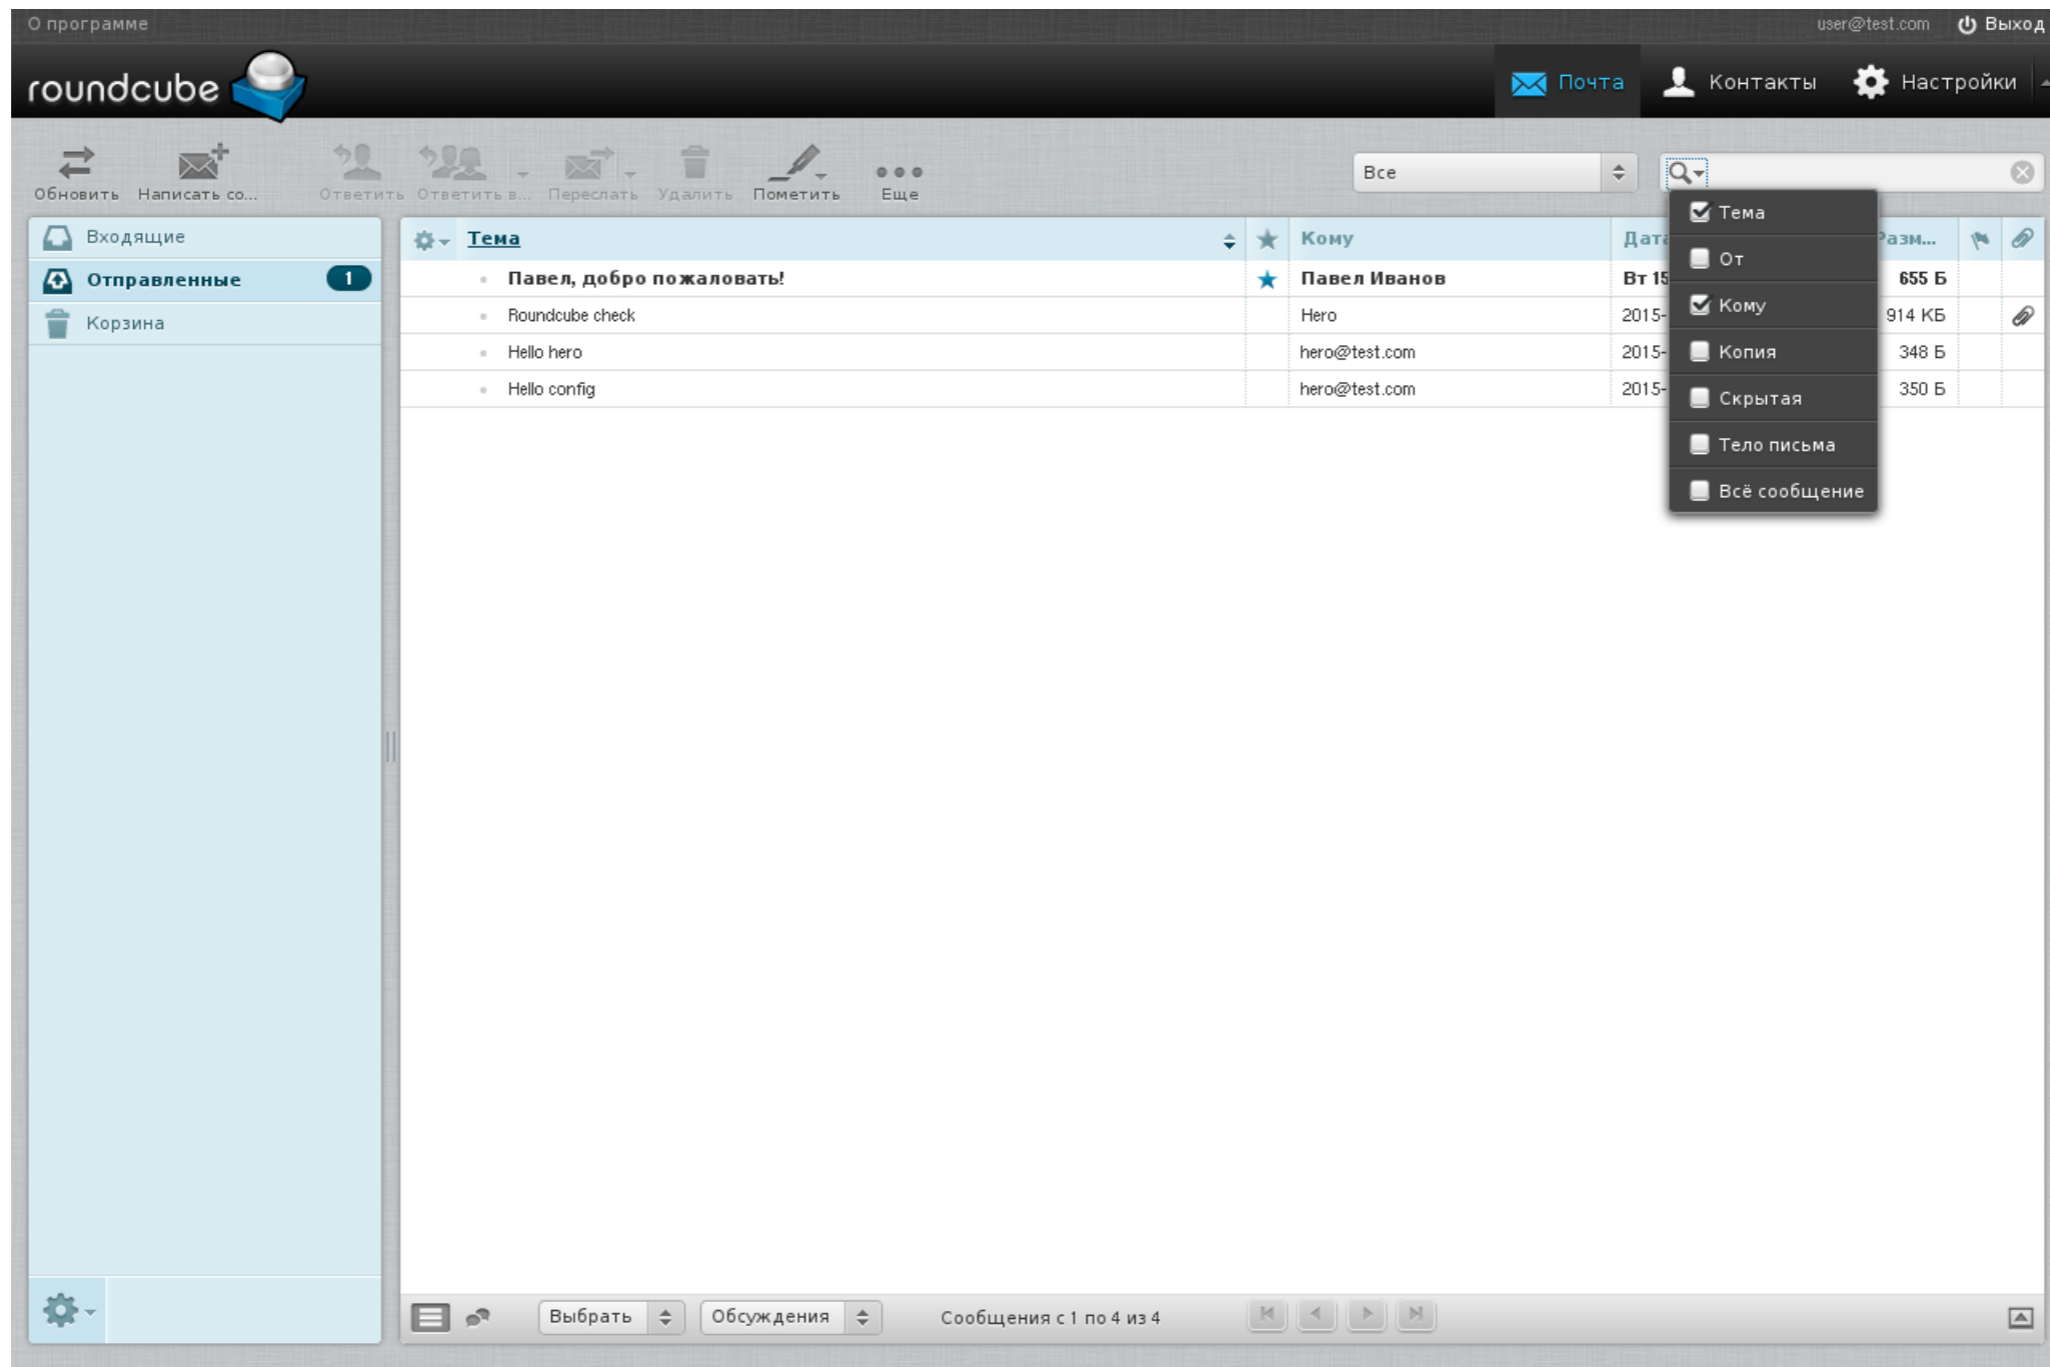 О программе
user@test.com Выход
roundcube
Почта Контакты Настройки
Обновить Написать со... Ответить Ответить в... Переслать Удалить Пометить Еще
Все
Входящие
Отправленные 1
Корзина
Тема Кому Дата Разм...
Павел, добро пожаловать! Павел Иванов Вт 15 655 Б
Roundcube check Hero 2015- 914 КБ
Hello hero hero@test.com 2015- 348 Б
Hello config hero@test.com 2015- 350 Б
Тема
От
Кому
Копия
Скрытая
Тело письма
Всё сообщение
Выбрать Обсуждения Сообщения с 1 по 4 из 4